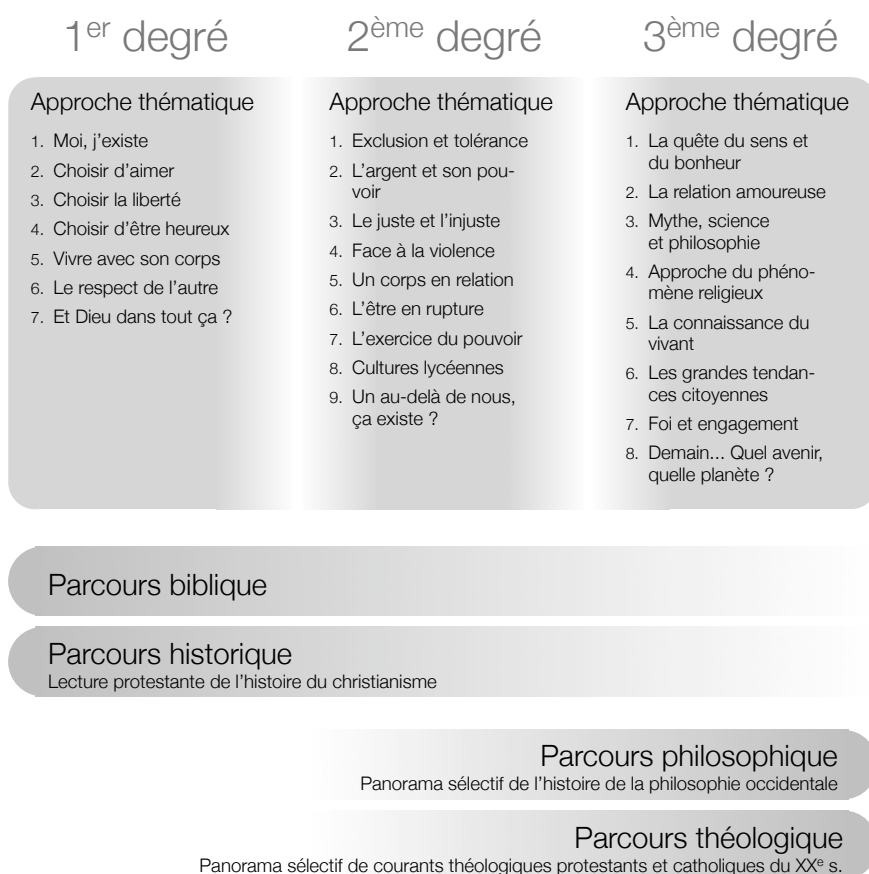 1er degré
2ème degré
3ème degré
Approche thématique
1. Moi, j'existe
2. Choisir d'aimer
3. Choisir la liberté
4. Choisir d'être heureux
5. Vivre avec son corps
6. Le respect de l'autre
7. Et Dieu dans tout ça ?
Approche thématique
1. Exclusion et tolérance
2. L'argent et son pou-
voir
3. Le juste et l'injuste
4. Face à la violence
5. Un corps en relation
6. L'être en rupture
7. L'exercice du pouvoir
8. Cultures lycéennes
9. Un au-delà de nous,
ça existe ?
Approche thématique
1. La quête du sens et
du bonheur
2. La relation amoureuse
3. Mythe, science
et philosophie
4. Approche du phéno-
mène religieux
5. La connaissance du
vivant
6. Les grandes tendan-
ces citoyennes
7. Foi et engagement
8. Demain... Quel avenir,
quelle planète ?
Parcours biblique
Parcours historique
Lecture protestante de l'histoire du christianisme
Parcours philosophique
Panorama sélectif de l'histoire de la philosophie occidentale
Parcours théologique
Panorama sélectif de courants théologiques protestants et catholiques du XXe s.